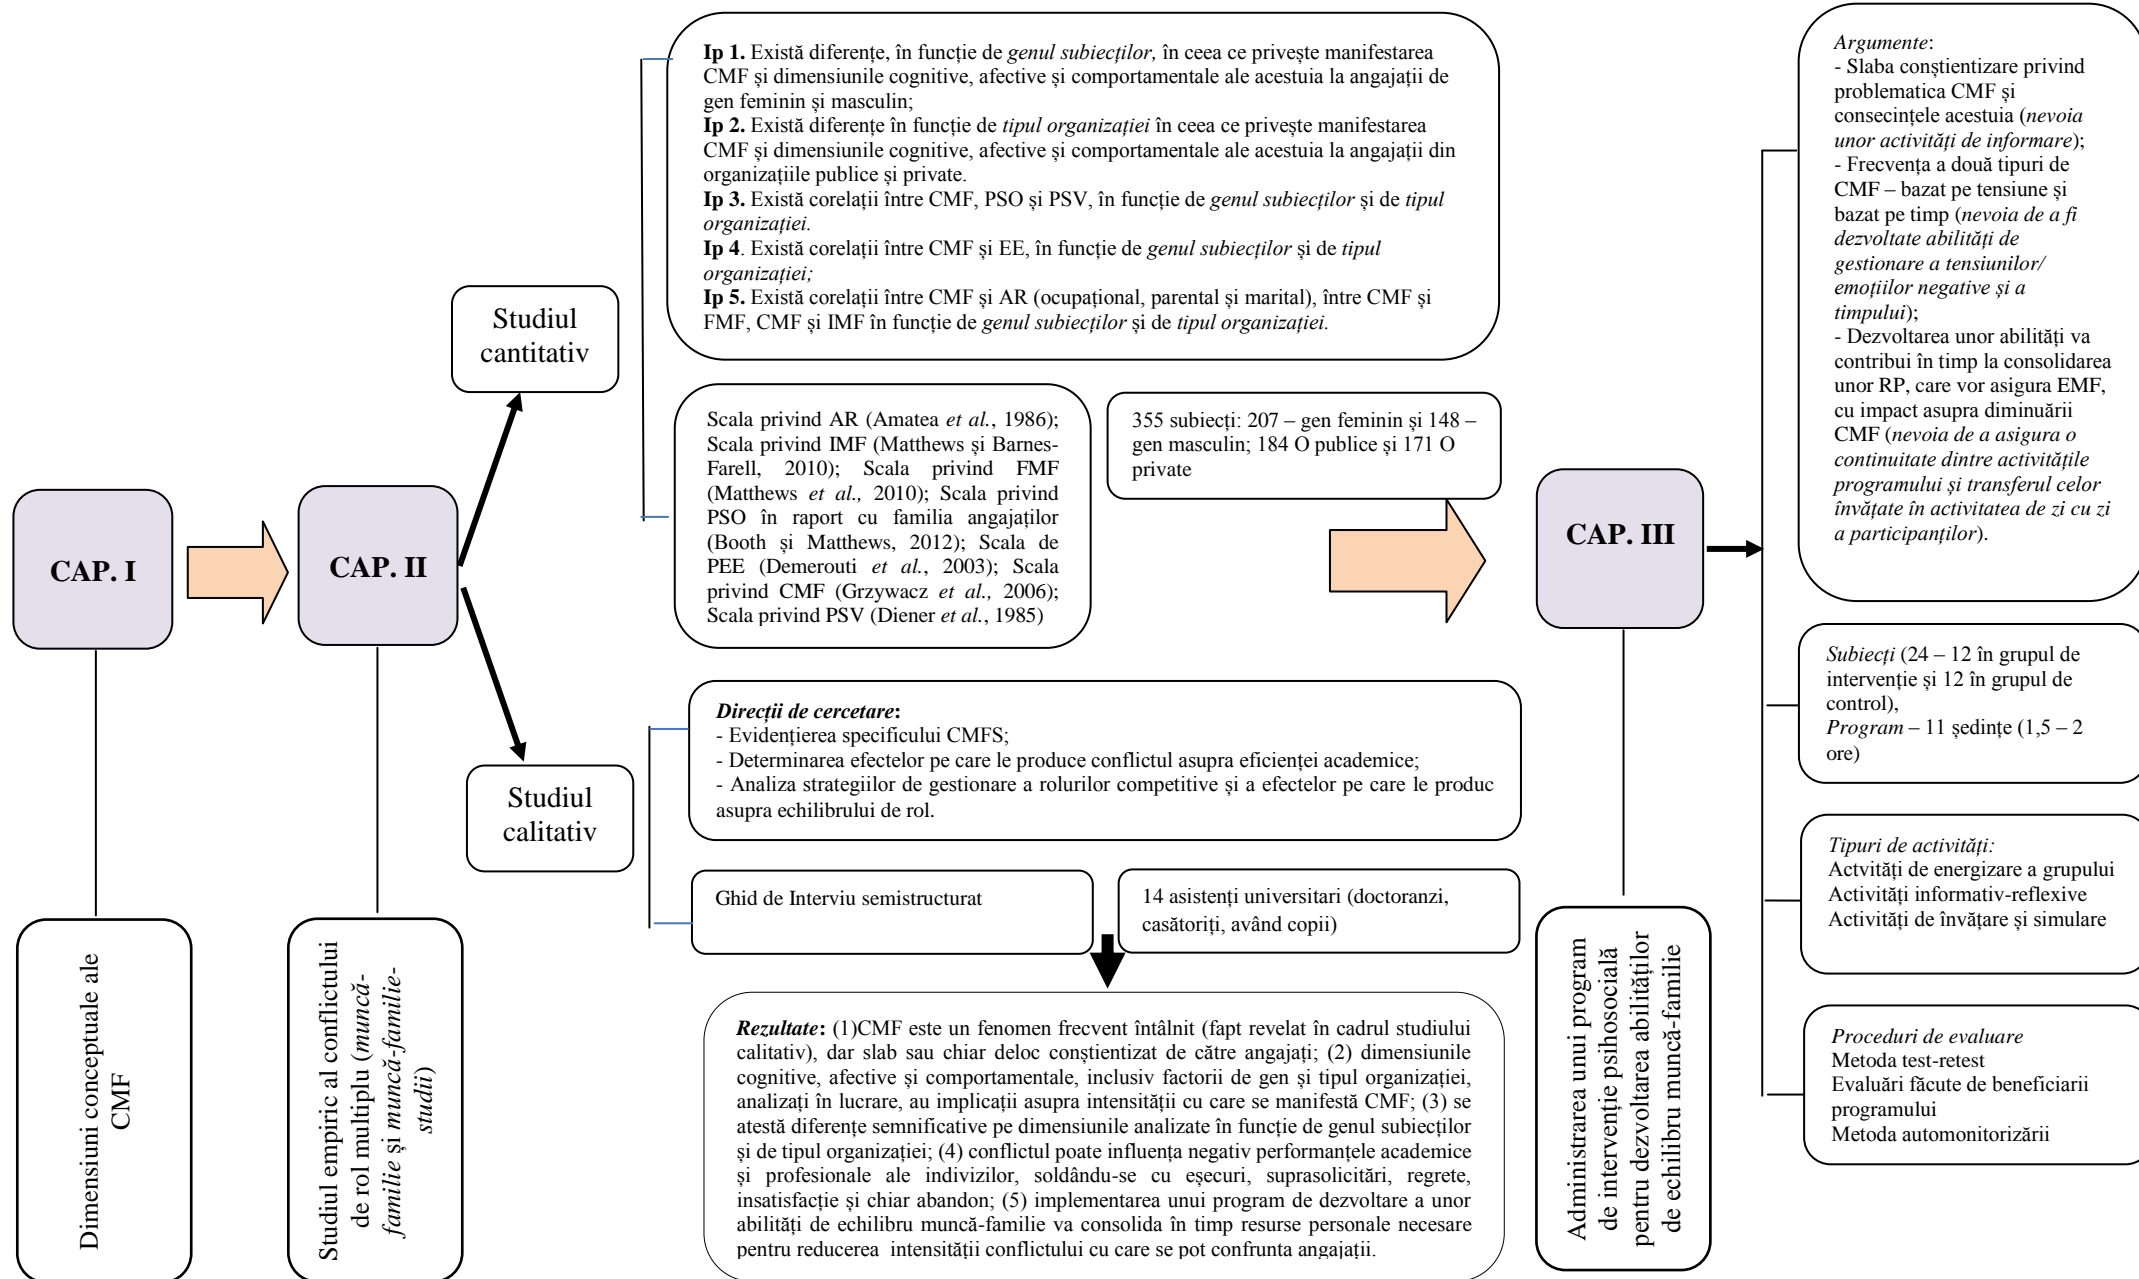 CAP. I
Dimensiuni conceptuale ale
CMF
CAP. II
Studiul empiric al conflictului
de rol multiplu (muncă-
familie și muncă-familie-
studii)
Studiul
cantitativ
Ip 1. Există diferențe, în funcție de genul subiecților, în ceea ce privește manifestarea
CMF și dimensiunile cognitive, afective și comportamentale ale acestuia la angajații de
gen feminin și masculin;
Ip 2. Există diferențe în funcție de tipul organizației în ceea ce privește manifestarea
CMF și dimensiunile cognitive, afective și comportamentale ale acestuia la angajații din
organizațiile publice și private.
Ip 3. Există corelații între CMF, PSO și PSV, în funcție de genul subiecților și de tipul
organizației.
Ip 4. Există corelații între CMF și EE, în funcție de genul subiecților și de tipul
organizației;
Ip 5. Există corelații între CMF și AR (ocupațional, parental și marital), între CMF și
FMF, CMF și IMF în funcție de genul subiecților și de tipul organizației.
Scala privind AR (Amatea et al., 1986);
Scala privind IMF (Matthews și Barnes-
Farell, 2010); Scala privind FMF
(Matthews et al., 2010); Scala privind
PSO în raport cu familia angajaților
(Booth și Matthews, 2012); Scala de
PEE (Demerouti et al., 2003); Scala
privind CMF (Grzywacz et al., 2006);
Scala privind PSV (Diener et al., 1985)
355 subiecți: 207 – gen feminin și 148 –
gen masculin; 184 O publice și 171 O
private
Studiul
calitativ
Direcții de cercetare:
- Evidențierea specificului CMFS;
- Determinarea efectelor pe care le produce conflictul asupra eficienței academice;
- Analiza strategiilor de gestionare a rolurilor competitive și a efectelor pe care le produc
asupra echilibrului de rol.
Ghid de Interviu semistructurat
14 asistenți universitari (doctoranzi,
casătoriți, având copii)
Rezultate: (1)CMF este un fenomen frecvent întâlnit (fapt revelat în cadrul studiului
calitativ), dar slab sau chiar deloc conștientizat de către angajați; (2) dimensiunile
cognitive, afective și comportamentale, inclusiv factorii de gen și tipul organizației,
analizați în lucrare, au implicații asupra intensității cu care se manifestă CMF; (3) se
atestă diferențe semnificative pe dimensiunile analizate în funcție de genul subiecților
și de tipul organizației; (4) conflictul poate influența negativ performanțele academice
și profesionale ale indivizilor, soldându-se cu eșecuri, suprasolicitări, regrete,
insatisfacție și chiar abandon; (5) implementarea unui program de dezvoltare a unor
abilități de echilibru muncă-familie va consolida în timp resurse personale necesare
pentru reducerea intensității conflictului cu care se pot confrunta angajații.
CAP. III
Administrarea unui program
de intervenție psihosocială
pentru dezvoltarea abilităților
de echilibru muncă-familie
Argumente:
- Slaba conștientizare privind
problematica CMF și
consecințele acestuia (nevoia
unor activități de informare);
- Frecvența a două tipuri de
CMF – bazat pe tensiune și
bazat pe timp (nevoia de a fi
dezvoltate abilități de
gestionare a tensiunilor/
emoțiilor negative și a
timpului);
- Dezvoltarea unor abilități va
contribui în timp la consolidarea
unor RP, care vor asigura EMF,
cu impact asupra diminuării
CMF (nevoia de a asigura o
continuitate dintre activitățile
programului și transferul celor
învățate în activitatea de zi cu zi
a participanților).
Subiecți (24 – 12 în grupul de
intervenție și 12 în grupul de
control),
Program – 11 ședințe (1,5 – 2
ore)
Tipuri de activități:
Actvități de energizare a grupului
Activități informativ-reflexive
Activități de învățare și simulare
Proceduri de evaluare
Metoda test-retest
Evaluări făcute de beneficiarii
programului
Metoda automonitorizării